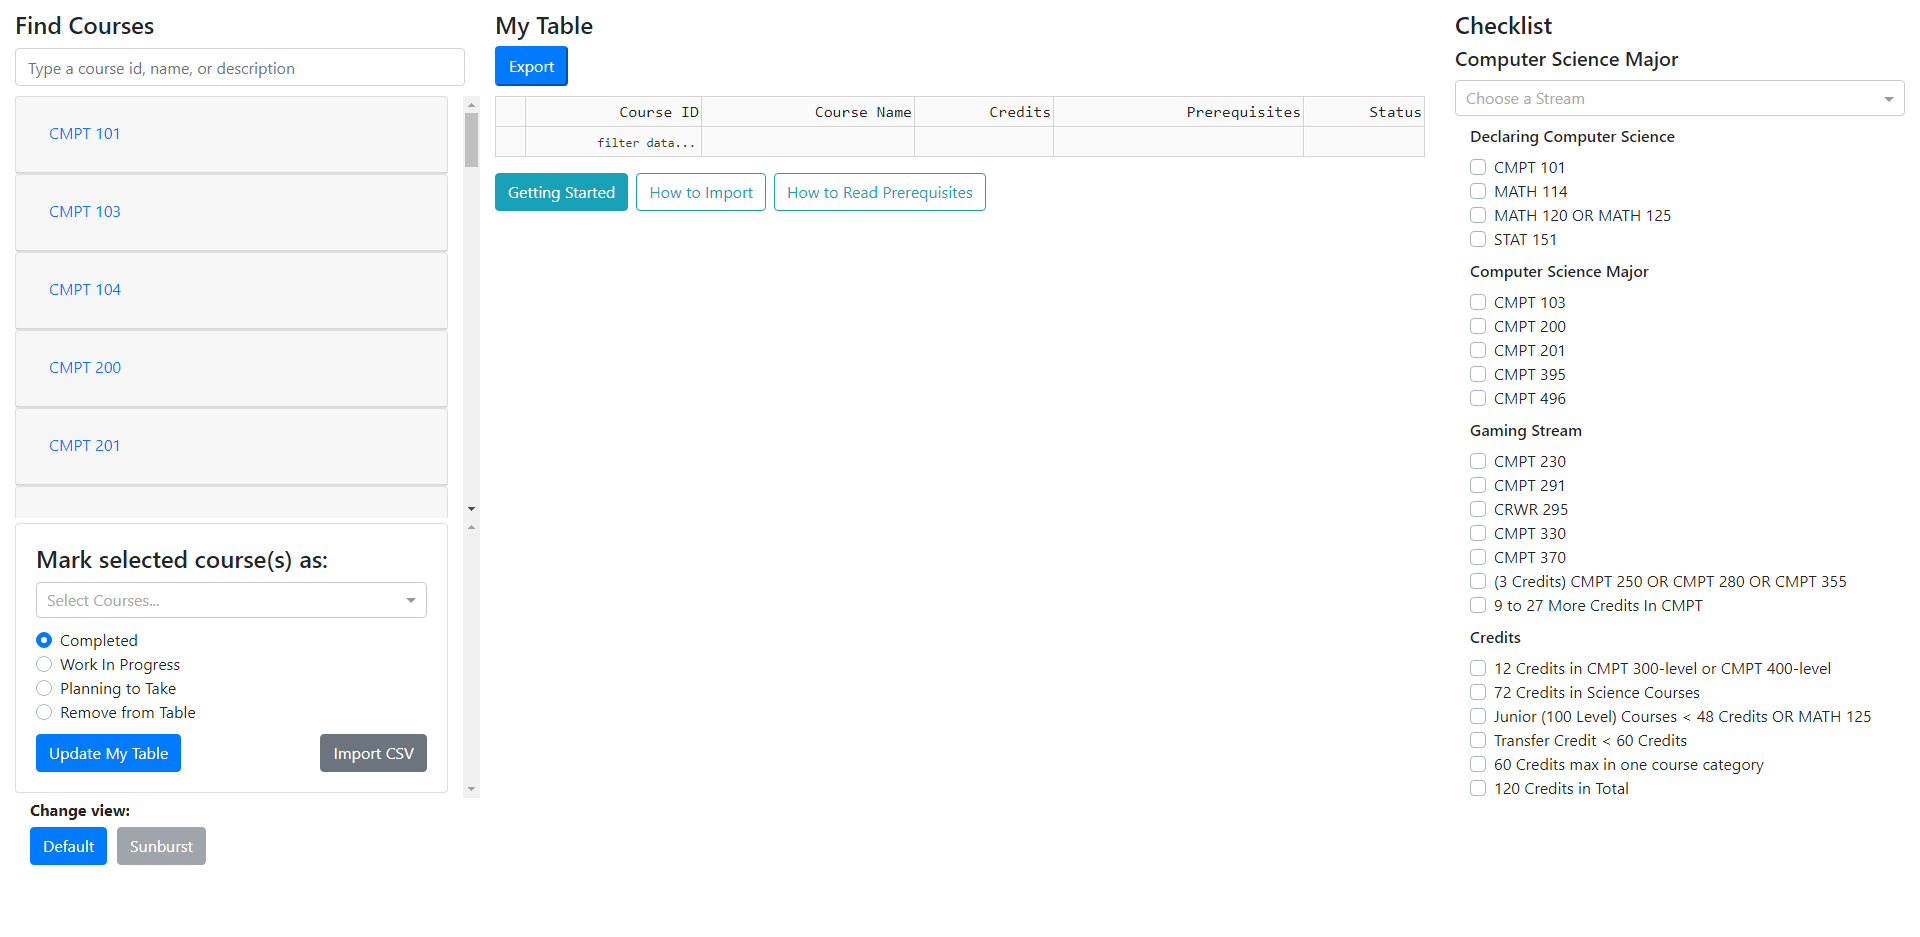 Find Courses
Type a course id, name, or description
CMPT 101
CMPT 103
CMPT 104
CMPT 200
CMPT 201
Mark selected course(s) as:
Select Courses...
Completed
Work In Progress
Planning to Take
Remove from Table
Update My Table
Import CSV
Change view:
Default
Sunburst
My Table
Export
Course ID
Course Name
Credits
Prerequisites
Status
filter data...
Getting Started
How to Import
How to Read Prerequisites
Checklist
Computer Science Major
Choose a Stream
Declaring Computer Science
CMPT 101
MATH 114
MATH 120 OR MATH 125
STAT 151
Computer Science Major
CMPT 103
CMPT 200
CMPT 201
CMPT 395
CMPT 496
Gaming Stream
CMPT 230
CMPT 291
CRWR 295
CMPT 330
CMPT 370
(3 Credits) CMPT 250 OR CMPT 280 OR CMPT 355
9 to 27 More Credits In CMPT
Credits
12 Credits in CMPT 300-level or CMPT 400-level
72 Credits in Science Courses
Junior (100 Level) Courses < 48 Credits OR MATH 125
Transfer Credit < 60 Credits
60 Credits max in one course category
120 Credits in Total